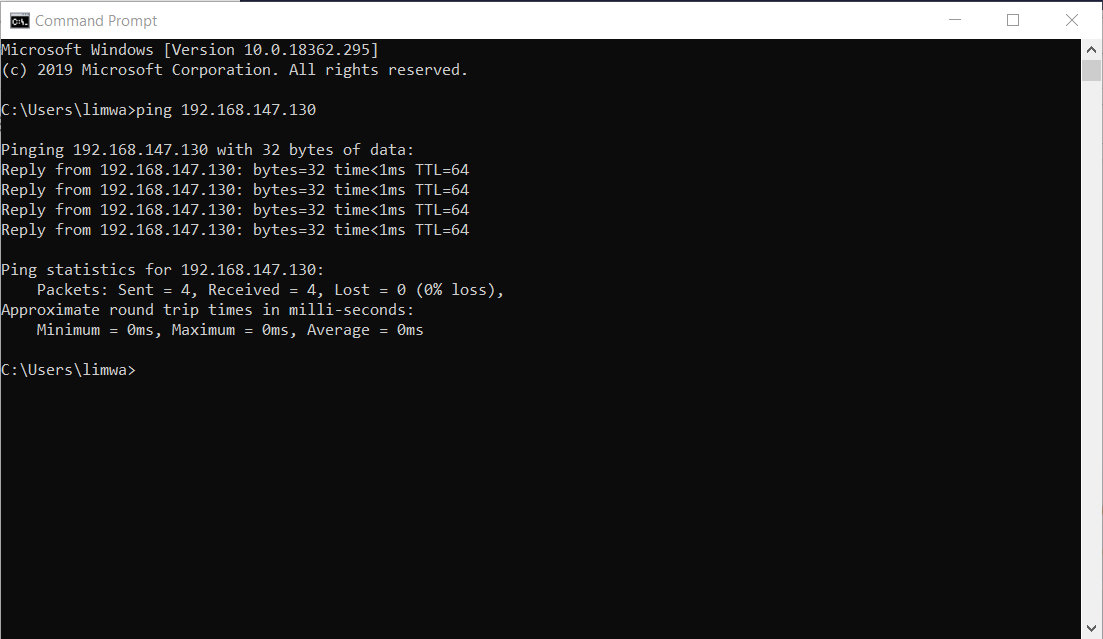 Command Prompt
Microsoft Windows [Version 10.0.18362.295]
(c) 2019 Microsoft Corporation. All rights reserved.
C:\Users\limwa>ping 192.168.147.130
Pinging 192.168.147.130 with 32 bytes of data:
Reply from 192.168.147.130: bytes=32 time<1ms TTL=64
Reply from 192.168.147.130: bytes=32 time<1ms TTL=64
Reply from 192.168.147.130: bytes=32 time<1ms TTL=64
Reply from 192.168.147.130: bytes=32 time<1ms TTL=64
Ping statistics for 192.168.147.130:
    Packets: Sent = 4, Received = 4, Lost = 0 (0% loss),
Approximate round trip times in milli-seconds:
    Minimum = 0ms, Maximum = 0ms, Average = 0ms
C:\Users\limwa>